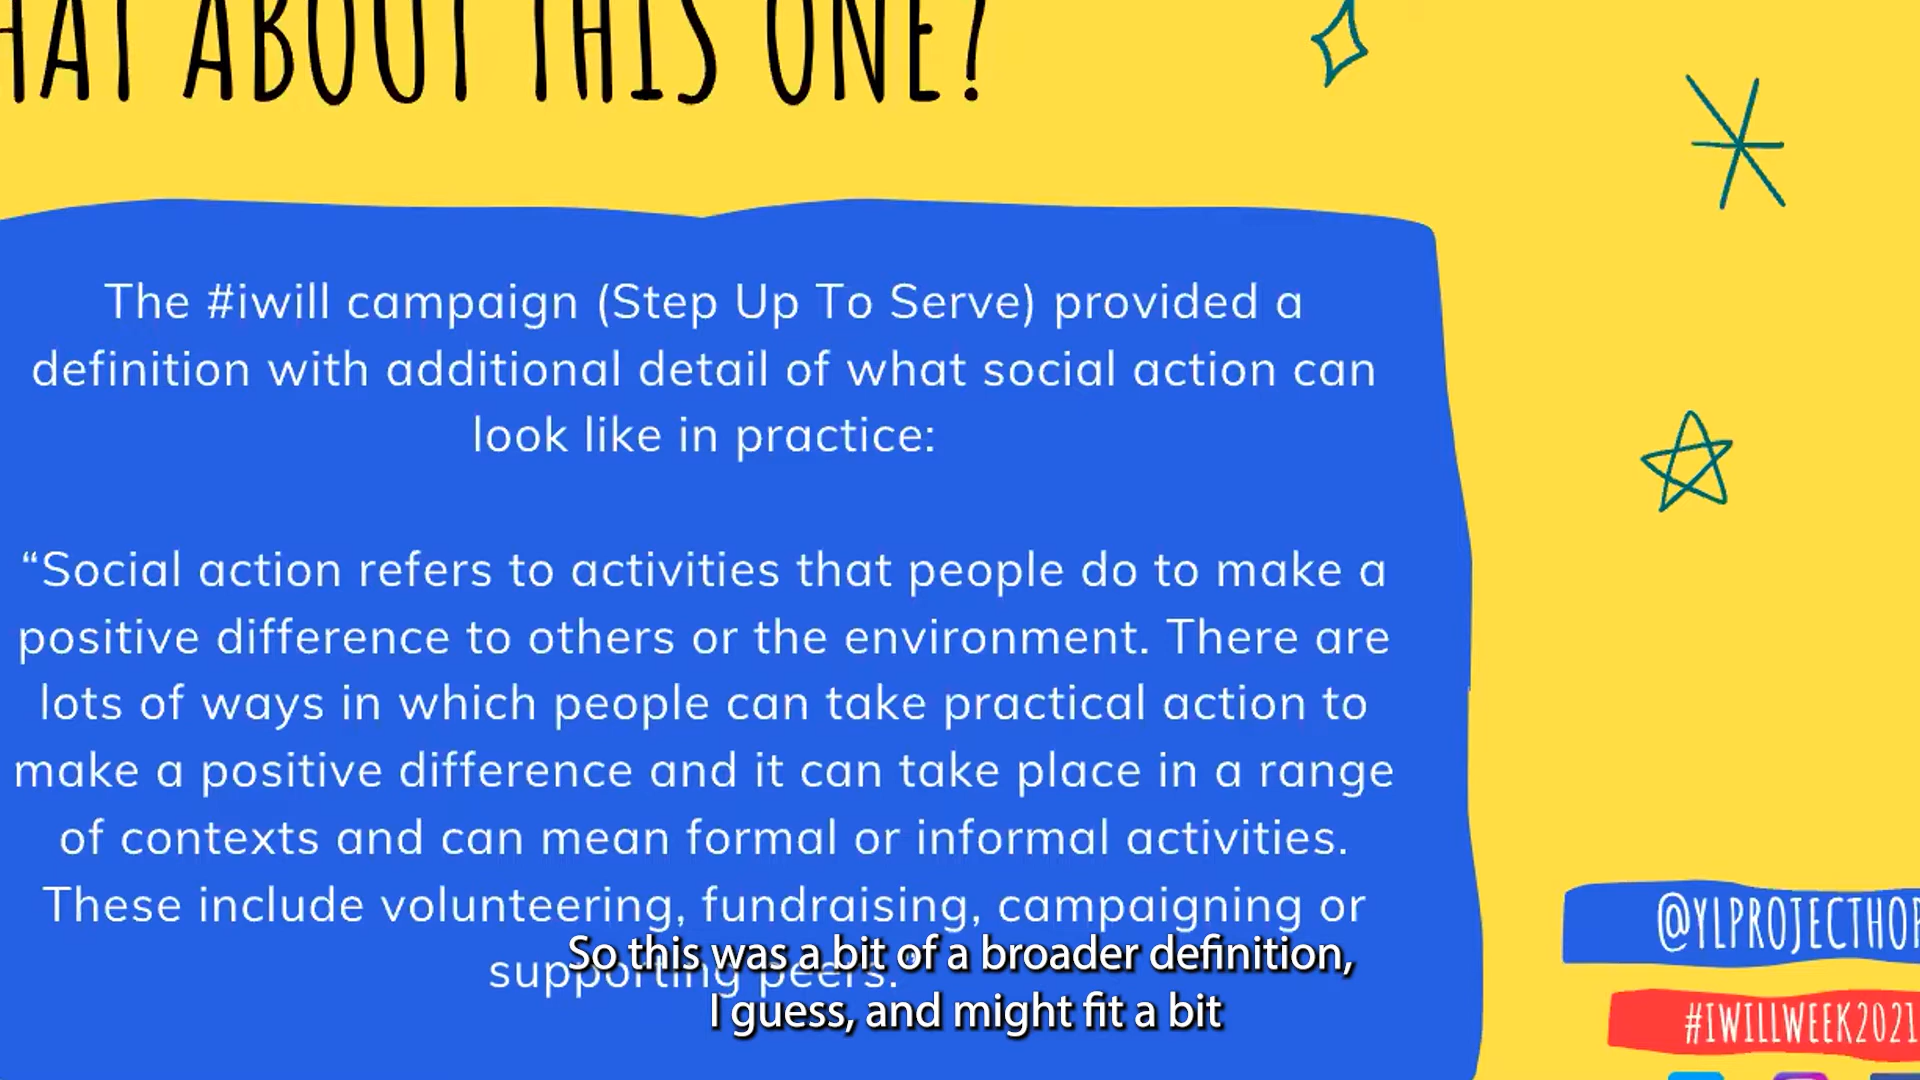 HAT ABOUT THIS ONE?
The #iwill campaign (Step Up To Serve) provided a
definition with additional detail of what social action can
look like in practice:
“Social action refers to activities that people do to make a
positive difference to others or the environment. There are
lots of ways in which people can take practical action to
make a positive difference and it can take place in a range
of contexts and can mean formal or informal activities.
These include volunteering, fundraising, campaigning or
supporting peers.”
So this was a bit of a broader definition,
I guess, and might fit a bit
@YLPROJECTHOP
#IWILLWEEK2021